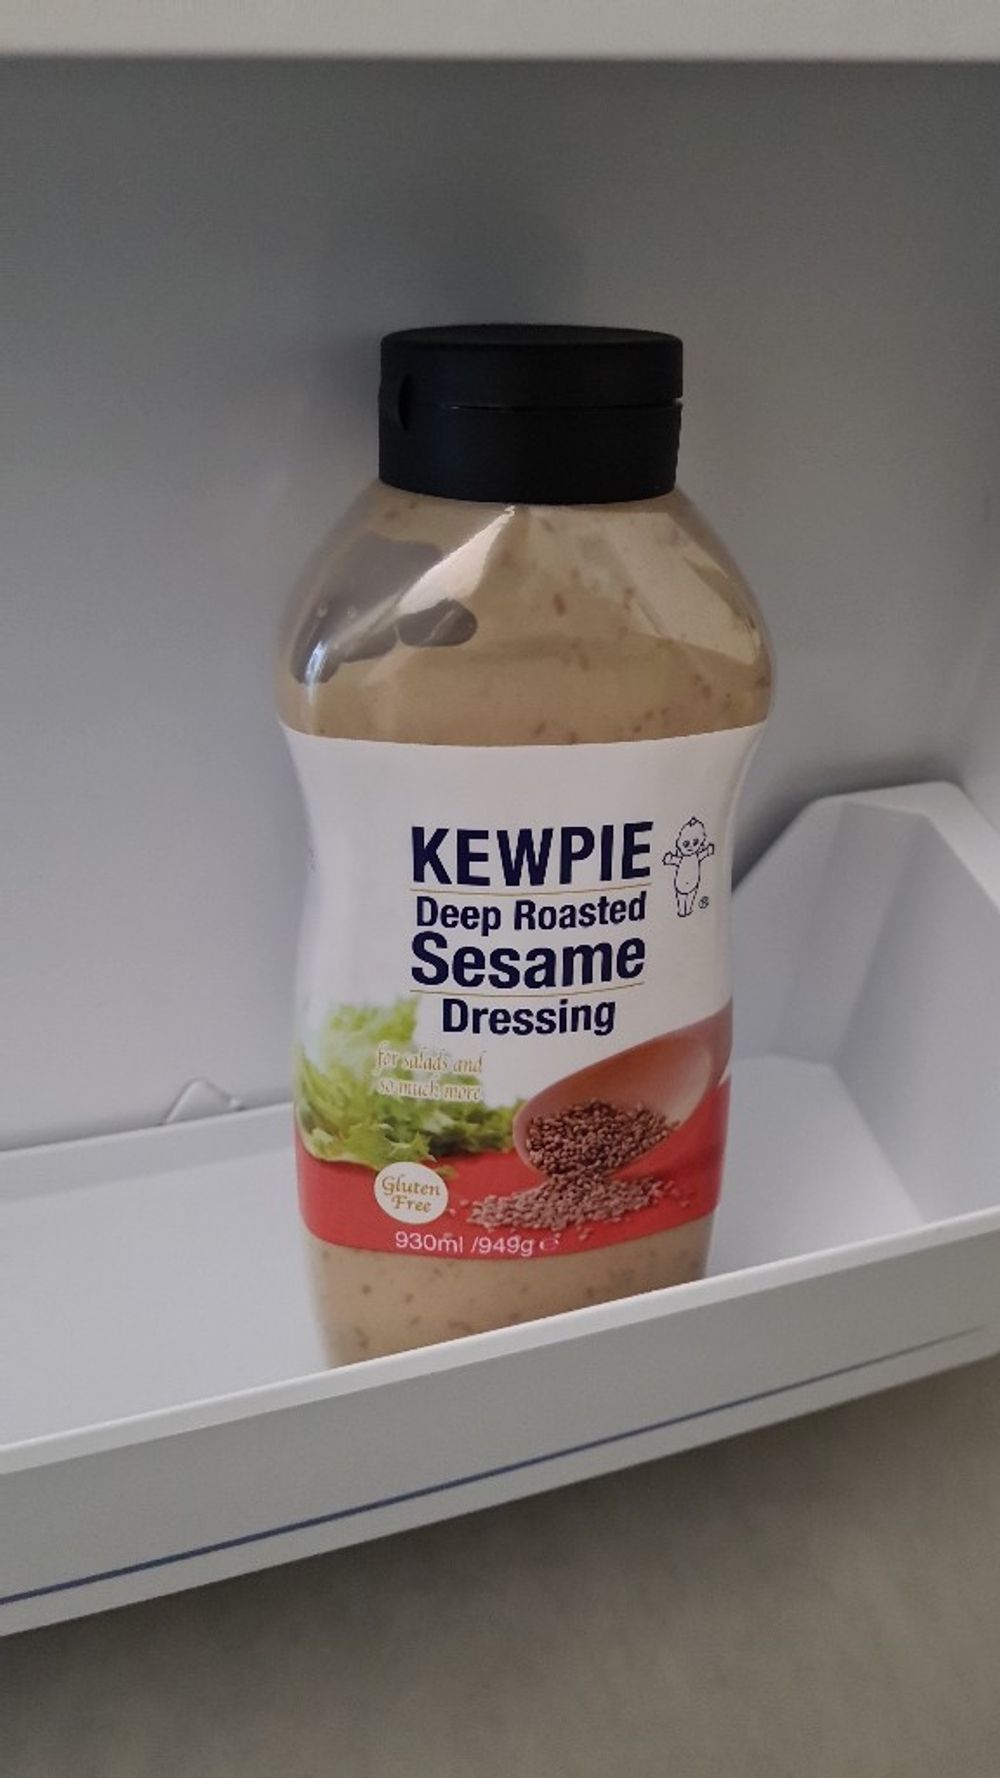 KEWPIE
®
Deep Roasted
Sesame
Dressing
for salads and
so much more
Gluten
Free
930ml /949g ℮